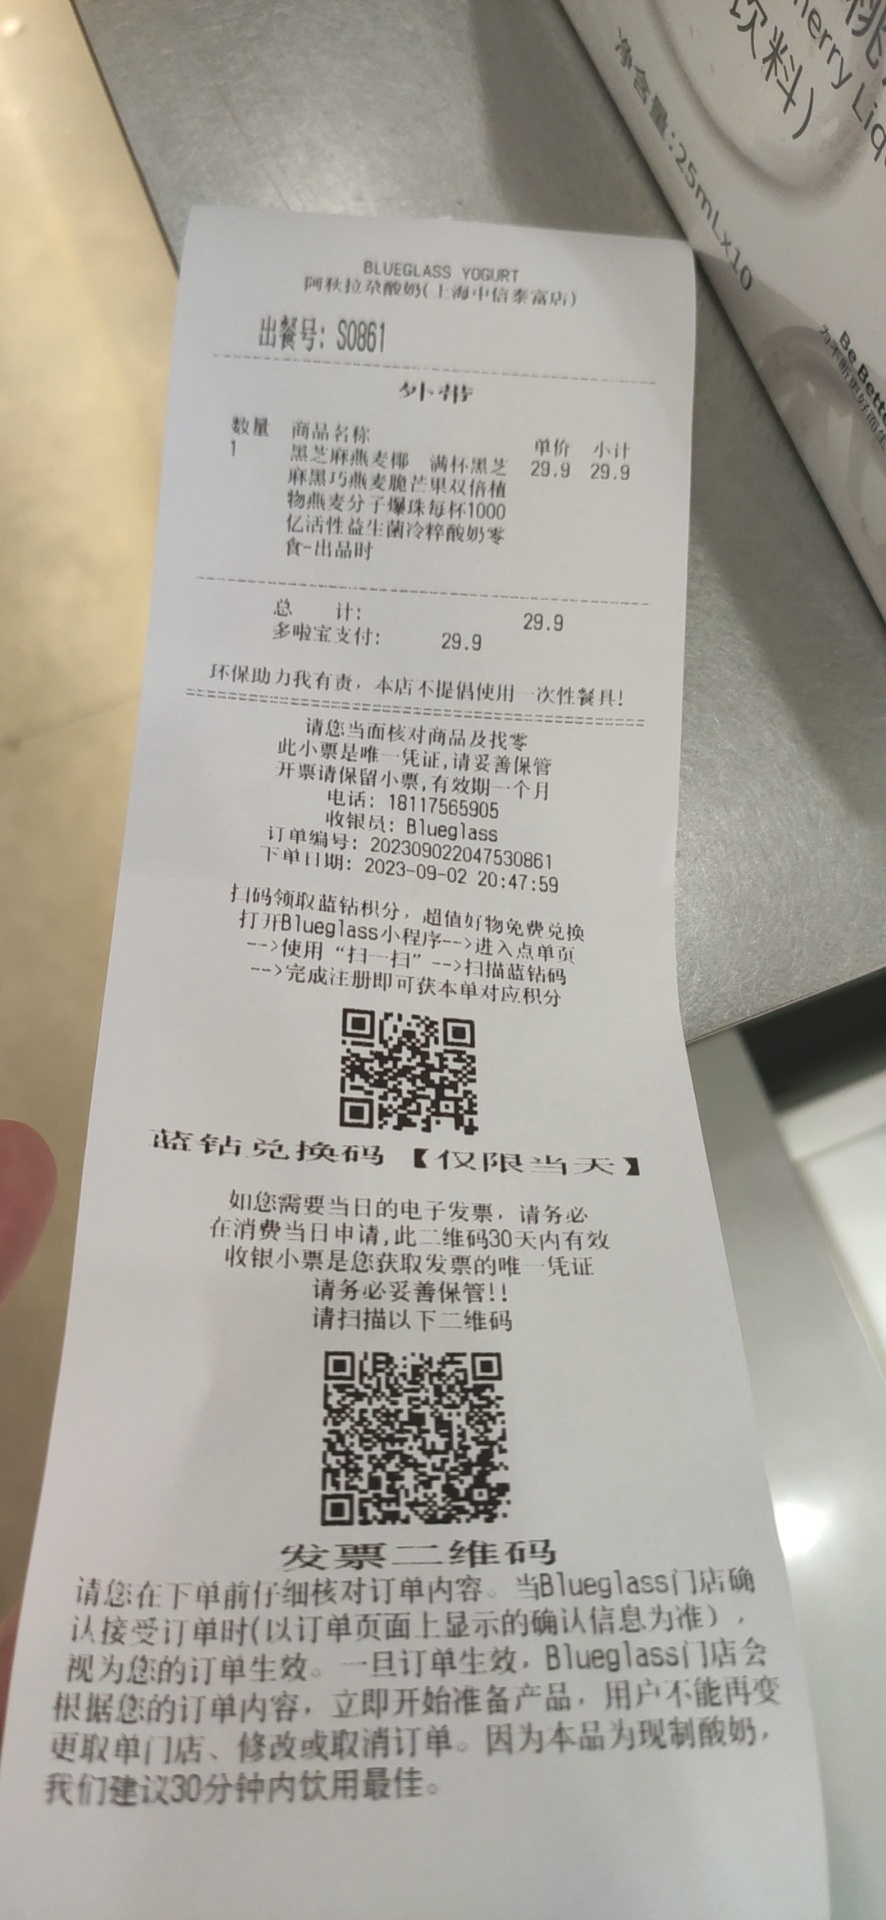 BLUEGLASS YOGURT
阿秋拉尕酸奶(上海中信泰富店)
出餐号: S0861
外带
数量 商品名称 单价 小计
1 黑芝麻燕麦椰 满杯黑芝 29.9 29.9
麻黑巧燕麦脆芒果双倍植
物燕麦分子爆珠每杯1000
亿活性益生菌冷粹酸奶零
食-出品时
总 计: 29.9
多啦宝支付: 29.9
环保助力我有责，本店不提倡使用一次性餐具!
请您当面核对商品及找零
此小票是唯一凭证,请妥善保管
开票请保留小票,有效期一个月
电话: 18117565905
收银员: Blueglass
订单编号: 202309022047530861
下单日期: 2023-09-02 20:47:59
扫码领取蓝钻积分，超值好物免费兑换
打开Blueglass小程序-->进入点单页
-->使用“扫一扫”-->扫描蓝钻码
-->完成注册即可获本单对应积分
蓝钻兑换码【仅限当天】
如您需要当日的电子发票，请务必
在消费当日申请,此二维码30天内有效
收银小票是您获取发票的唯一凭证
请务必妥善保管!!
请扫描以下二维码
发票二维码
请您在下单前仔细核对订单内容。当Blueglass门店确
认接受订单时(以订单页面上显示的确认信息为准)，
视为您的订单生效。一旦订单生效，Blueglass门店会
根据您的订单内容，立即开始准备产品，用户不能再变
更取单门店、修改或取消订单。因为本品为现制酸奶，
我们建议30分钟内饮用最佳。
饮料)
净含量:25mL×10
Be Bette